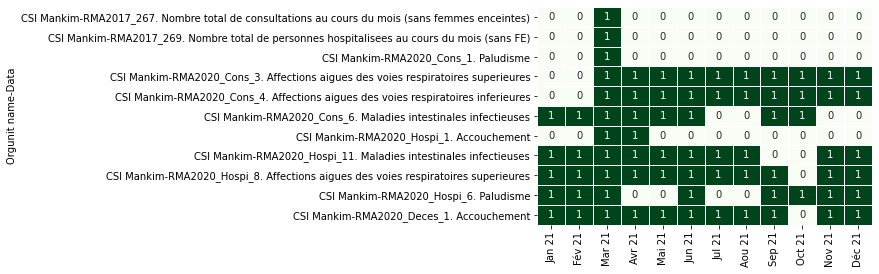 Orgunit name-Data
CSI Mankim-RMA2017_267. Nombre total de consultations au cours du mois (sans femmes enceintes) 0 0 1 0 0 0 0 0 0 0 0 0
CSI Mankim-RMA2017_269. Nombre total de personnes hospitalisees au cours du mois (sans FE) 0 0 1 0 0 0 0 0 0 0 0 0
CSI Mankim-RMA2020_Cons_1. Paludisme 0 0 1 0 0 0 0 0 0 0 0 0
CSI Mankim-RMA2020_Cons_3. Affections aigues des voies respiratoires superieures 0 0 1 1 1 1 1 1 1 1 1 1
CSI Mankim-RMA2020_Cons_4. Affections aigues des voies respiratoires inferieures 0 0 1 1 1 1 1 1 1 1 1 1
CSI Mankim-RMA2020_Cons_6. Maladies intestinales infectieuses 1 1 1 1 1 1 0 0 1 1 0 0
CSI Mankim-RMA2020_Hospi_1. Accouchement 0 0 1 1 0 0 0 0 0 0 0 0
CSI Mankim-RMA2020_Hospi_11. Maladies intestinales infectieuses 1 1 1 1 1 1 1 1 0 0 1 1
CSI Mankim-RMA2020_Hospi_8. Affections aigues des voies respiratoires superieures 1 1 1 1 1 1 1 1 1 0 1 1
CSI Mankim-RMA2020_Hospi_6. Paludisme 1 1 1 0 0 1 0 0 1 1 1 1
CSI Mankim-RMA2020_Deces_1. Accouchement 1 1 1 1 1 1 1 1 1 0 1 1
Jan 21 Fév 21 Mar 21 Avr 21 Mai 21 Jun 21 Jul 21 Aou 21 Sep 21 Oct 21 Nov 21 Déc 21